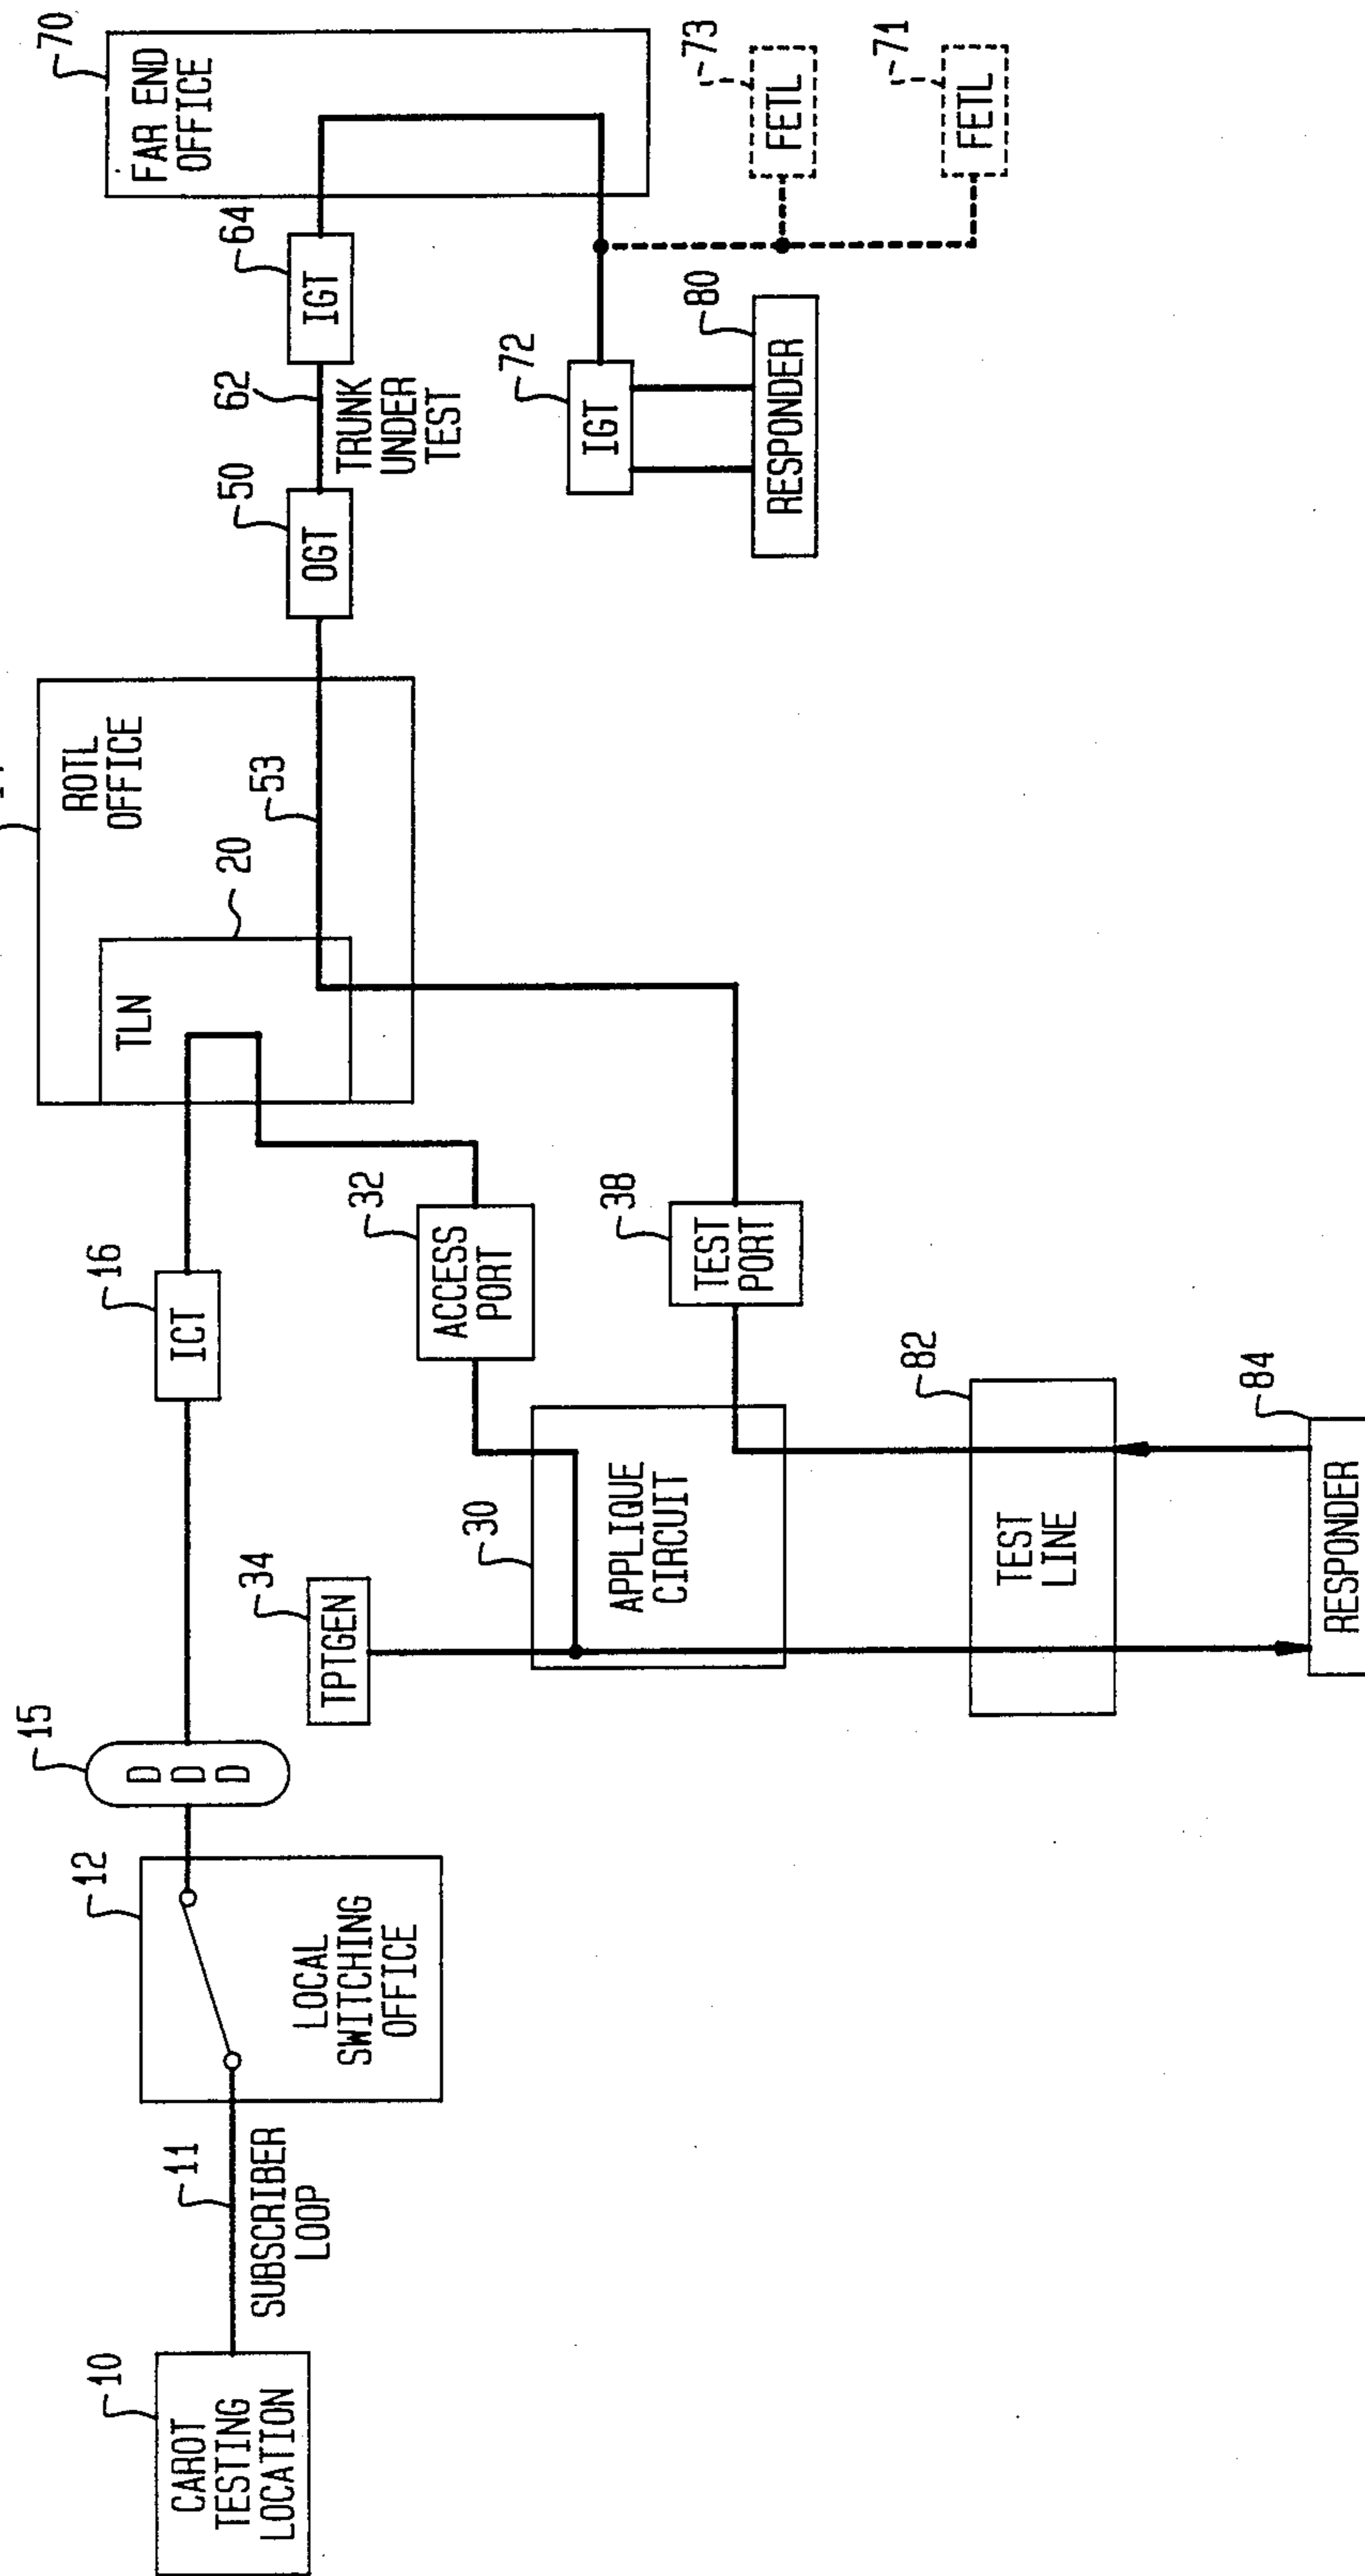 10
CAROT
TESTING
LOCATION
11
SUBSCRIBER
LOOP
12
LOCAL
SWITCHING
OFFICE
15
D
D
D
16
ICT
34
TPTGEN
30
APPLIQUE
CIRCUIT
32
ACCESS
PORT
38
TEST
PORT
82
TEST
LINE
84
RESPONDER
ROTL
OFFICE
20
TLN
53
50
OGT
62
TRUNK
UNDER
TEST
64
IGT
70
FAR END
OFFICE
72
IGT
80
RESPONDER
73
FETL
71
FETL